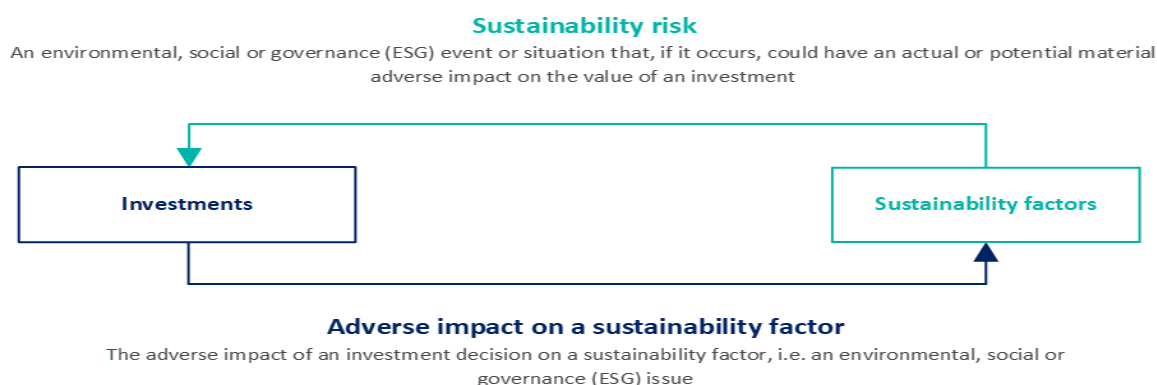 Sustainability risk
An environmental, social or governance (ESG) event or situation that, if it occurs, could have an actual or potential material
adverse impact on the value of an investment
Investments
Sustainability factors
Adverse impact on a sustainability factor
The adverse impact of an investment decision on a sustainability factor, i.e. an environmental, social or
governance (ESG) issue